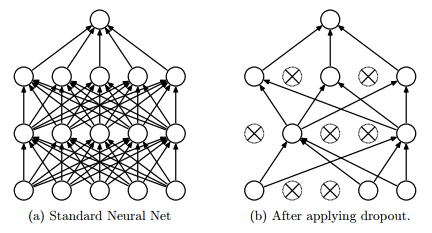 (a) Standard Neural Net
(b) After applying dropout.